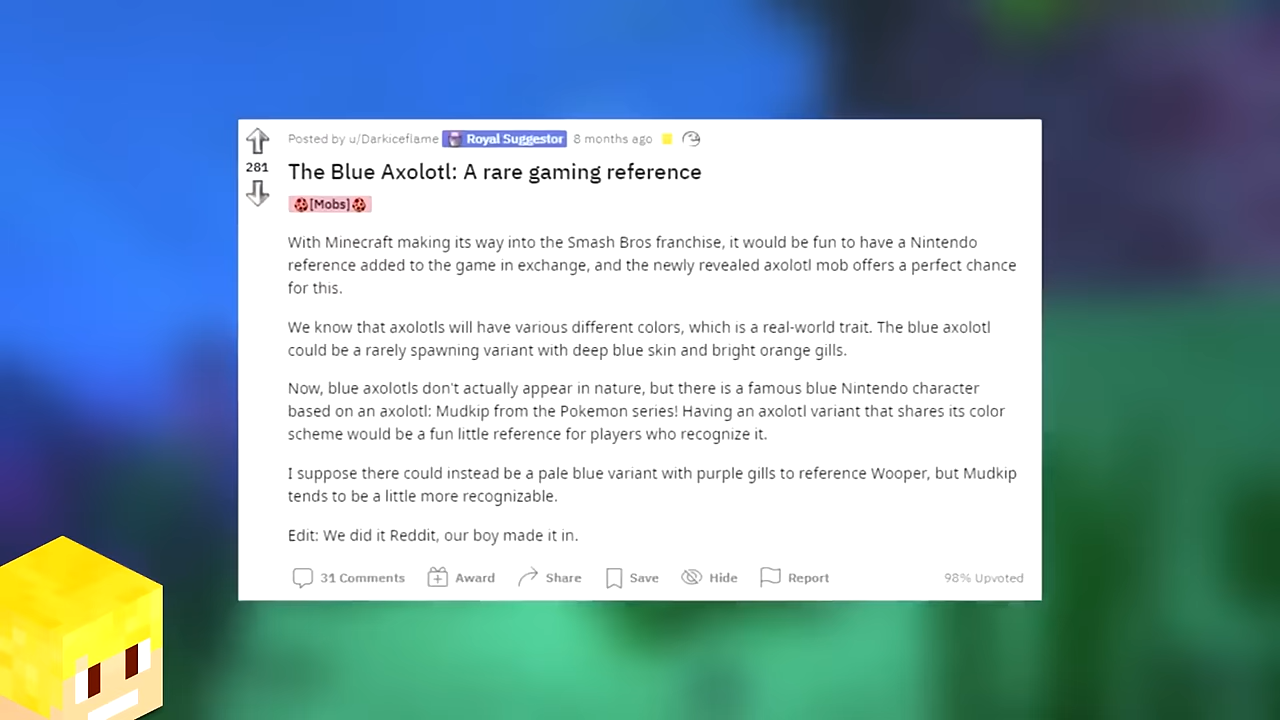 Posted by u/Darkiceflame Royal Suggestor 8 months ago
281
The Blue Axolotl: A rare gaming reference
[Mobs]
With Minecraft making its way into the Smash Bros franchise, it would be fun to have a Nintendo
reference added to the game in exchange, and the newly revealed axolotl mob offers a perfect chance
for this.
We know that axolotls will have various different colors, which is a real-world trait. The blue axolotl
could be a rarely spawning variant with deep blue skin and bright orange gills.
Now, blue axolotls don't actually appear in nature, but there is a famous blue Nintendo character
based on an axolotl: Mudkip from the Pokemon series! Having an axolotl variant that shares its color
scheme would be a fun little reference for players who recognize it.
I suppose there could instead be a pale blue variant with purple gills to reference Wooper, but Mudkip
tends to be a little more recognizable.
Edit: We did it Reddit, our boy made it in.
31 Comments Award Share Save Hide Report 98% Upvoted